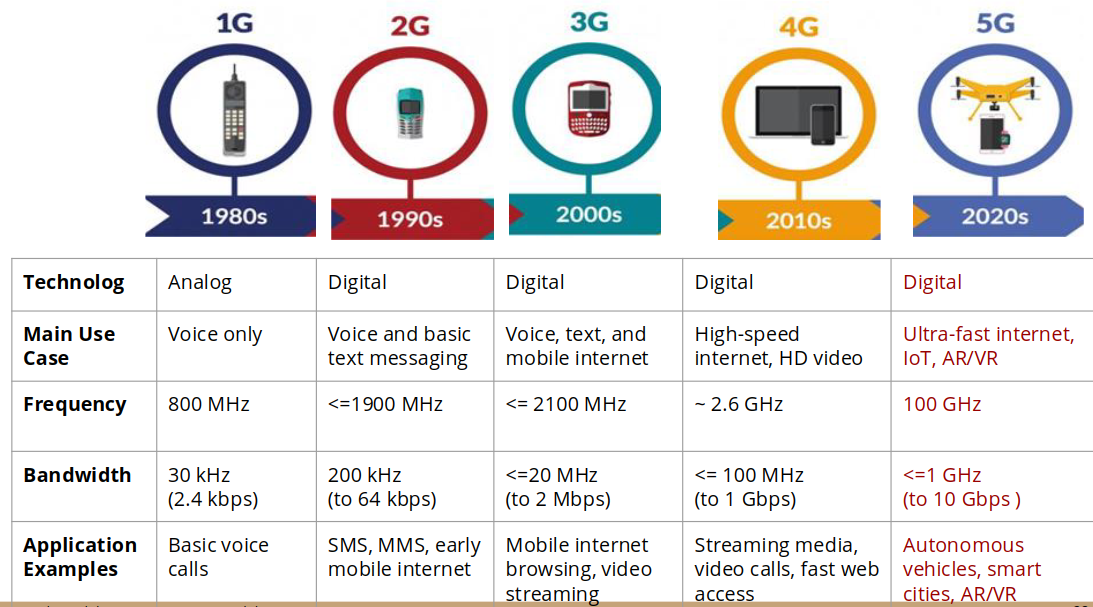 1G
2G
3G
4G
5G
1980s
1990s
2000s
2010s
2020s
Technolog
Analog
Digital
Digital
Digital
Digital
Main Use
Case
Voice only
Voice and basic
text messaging
Voice, text, and
mobile internet
High-speed
internet, HD video
Ultra-fast internet,
IoT, AR/VR
Frequency
800 MHz
<=1900 MHz
<= 2100 MHz
~ 2.6 GHz
100 GHz
Bandwidth
30 kHz
(2.4 kbps)
200 kHz
(to 64 kbps)
<=20 MHz
(to 2 Mbps)
<= 100 MHz
(to 1 Gbps)
<=1 GHz
(to 10 Gbps )
Application
Examples
Basic voice
calls
SMS, MMS, early
mobile internet
Mobile internet
browsing, video
streaming
Streaming media,
video calls, fast web
access
Autonomous
vehicles, smart
cities, AR/VR